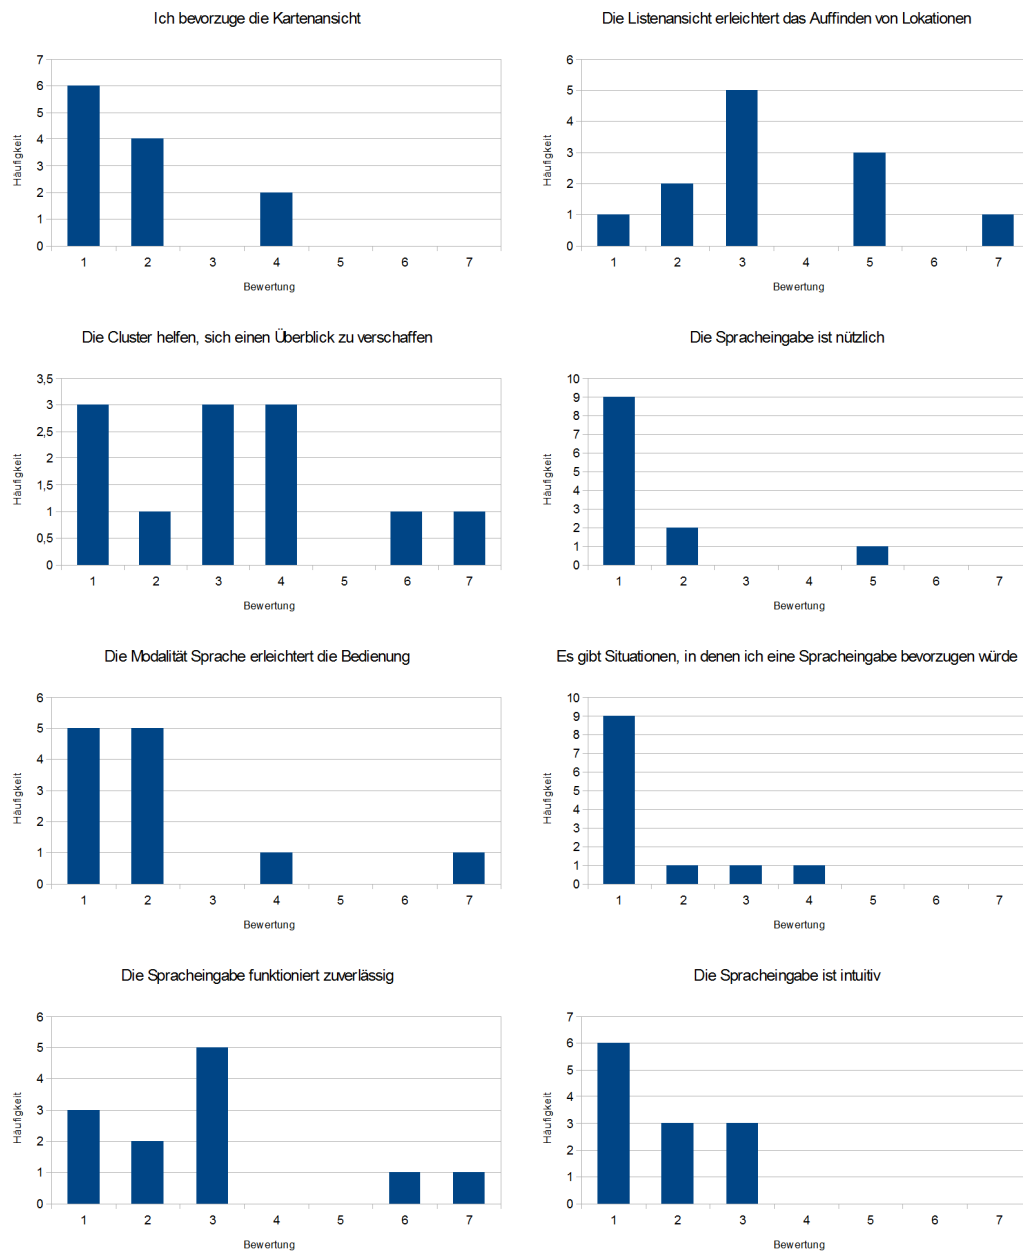 Ich bevorzuge die Kartenansicht
7
6
5
4
3
2
1
0
Häufigkeit
1 2 3 4 5 6 7
Bewertung
Die Listenansicht erleichtert das Auffinden von Lokationen
6
5
4
3
2
1
0
Häufigkeit
1 2 3 4 5 6 7
Bewertung
Die Cluster helfen, sich einen Überblick zu verschaffen
3,5
3
2,5
2
1,5
1
0,5
0
Häufigkeit
1 2 3 4 5 6 7
Bewertung
Die Spracheingabe ist nützlich
10
9
8
7
6
5
4
3
2
1
0
Häufigkeit
1 2 3 4 5 6 7
Bewertung
Die Modalität Sprache erleichtert die Bedienung
6
5
4
3
2
1
0
Häufigkeit
1 2 3 4 5 6 7
Bewertung
Es gibt Situationen, in denen ich eine Spracheingabe bevorzugen würde
10
9
8
7
6
5
4
3
2
1
0
Häufigkeit
1 2 3 4 5 6 7
Bewertung
Die Spracheingabe funktioniert zuverlässig
6
5
4
3
2
1
0
Häufigkeit
1 2 3 4 5 6 7
Bewertung
Die Spracheingabe ist intuitiv
7
6
5
4
3
2
1
0
Häufigkeit
1 2 3 4 5 6 7
Bewertung